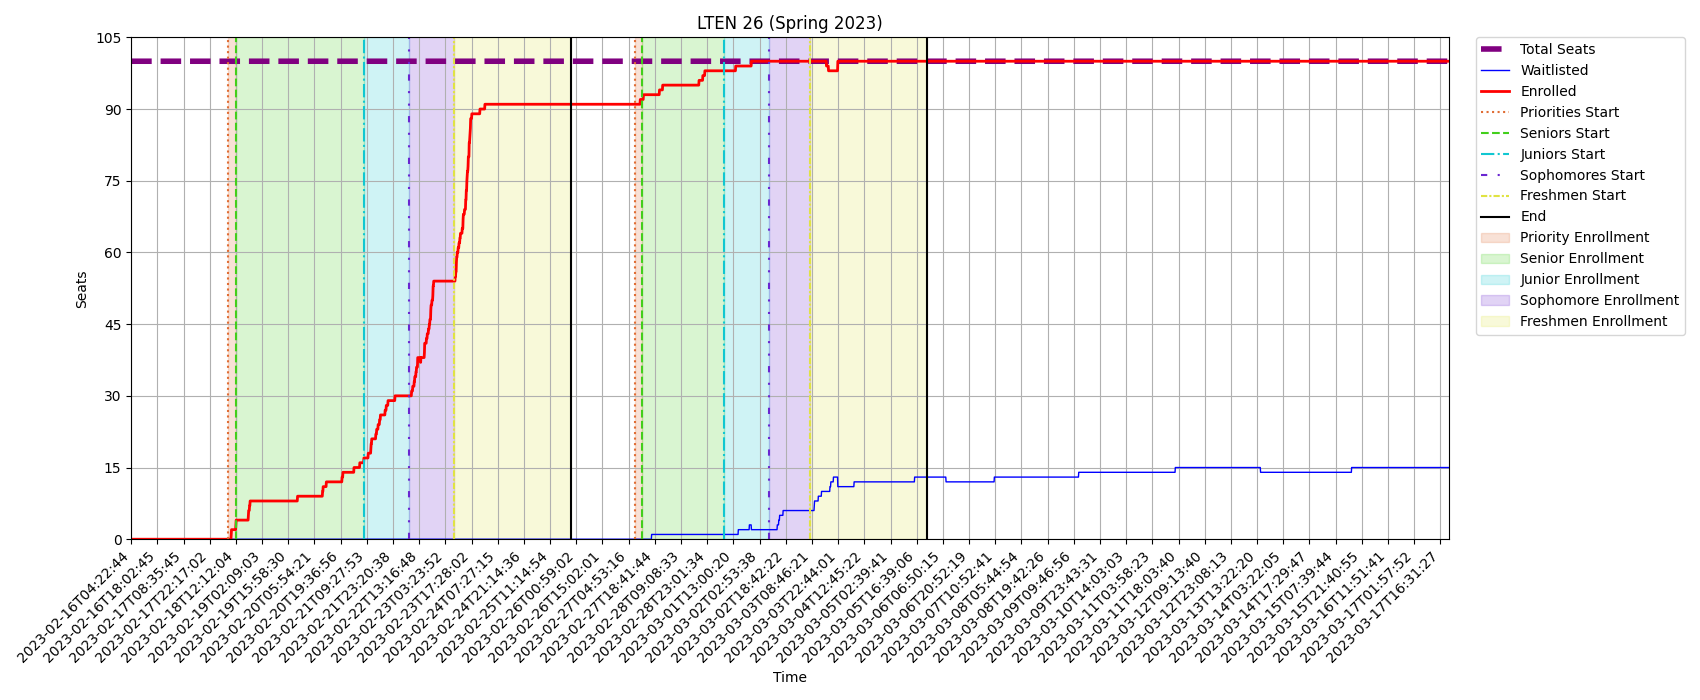 LTEN 26 (Spring 2023)
105
90
75
60
45
30
15
0
Seats
2023-02-16T04:22:44
2023-02-16T18:02:45
2023-02-17T08:35:45
2023-02-17T22:17:02
2023-02-18T12:12:04
2023-02-19T02:09:03
2023-02-19T15:58:30
2023-02-20T05:54:21
2023-02-20T19:36:56
2023-02-21T09:27:53
2023-02-21T23:20:38
2023-02-22T13:16:48
2023-02-23T03:23:52
2023-02-23T17:28:02
2023-02-24T07:27:15
2023-02-24T21:14:36
2023-02-25T11:14:54
2023-02-26T00:59:02
2023-02-26T15:02:01
2023-02-27T04:53:16
2023-02-27T18:41:44
2023-02-28T09:08:33
2023-02-28T23:01:34
2023-03-01T13:00:20
2023-03-02T02:53:38
2023-03-02T18:42:22
2023-03-03T08:46:21
2023-03-03T22:44:01
2023-03-04T12:45:22
2023-03-05T02:39:41
2023-03-05T16:39:06
2023-03-06T06:50:15
2023-03-06T20:52:19
2023-03-07T10:52:41
2023-03-08T05:44:54
2023-03-08T19:42:26
2023-03-09T09:46:56
2023-03-09T23:43:31
2023-03-10T14:03:03
2023-03-11T03:58:23
2023-03-11T18:03:40
2023-03-12T09:13:40
2023-03-12T23:08:13
2023-03-13T13:22:20
2023-03-14T03:22:05
2023-03-14T17:29:47
2023-03-15T07:39:44
2023-03-15T21:40:55
2023-03-16T11:51:41
2023-03-17T01:57:52
2023-03-17T16:31:27
Time
Total Seats
Waitlisted
Enrolled
Priorities Start
Seniors Start
Juniors Start
Sophomores Start
Freshmen Start
End
Priority Enrollment
Senior Enrollment
Junior Enrollment
Sophomore Enrollment
Freshmen Enrollment